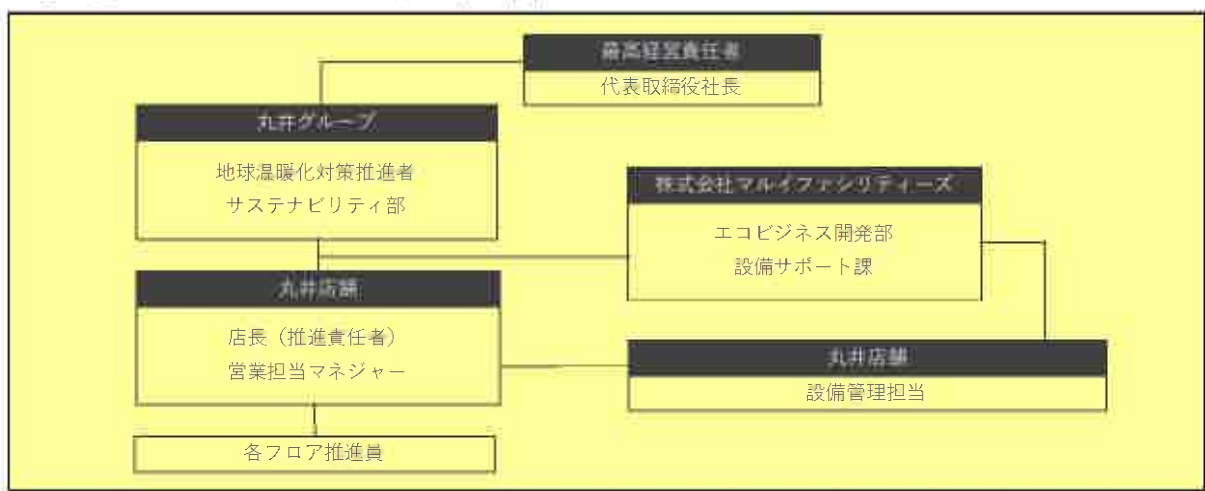 最高経営責任者
代表取締役社長
丸井グループ
地球温暖化対策推進者
サステナビリティ部
株式会社マルイファシリティーズ
エコビジネス開発部
設備サポート課
丸井店舗
店長（推進責任者）
営業担当マネジャー
丸井店舗
設備管理担当
各フロア推進員